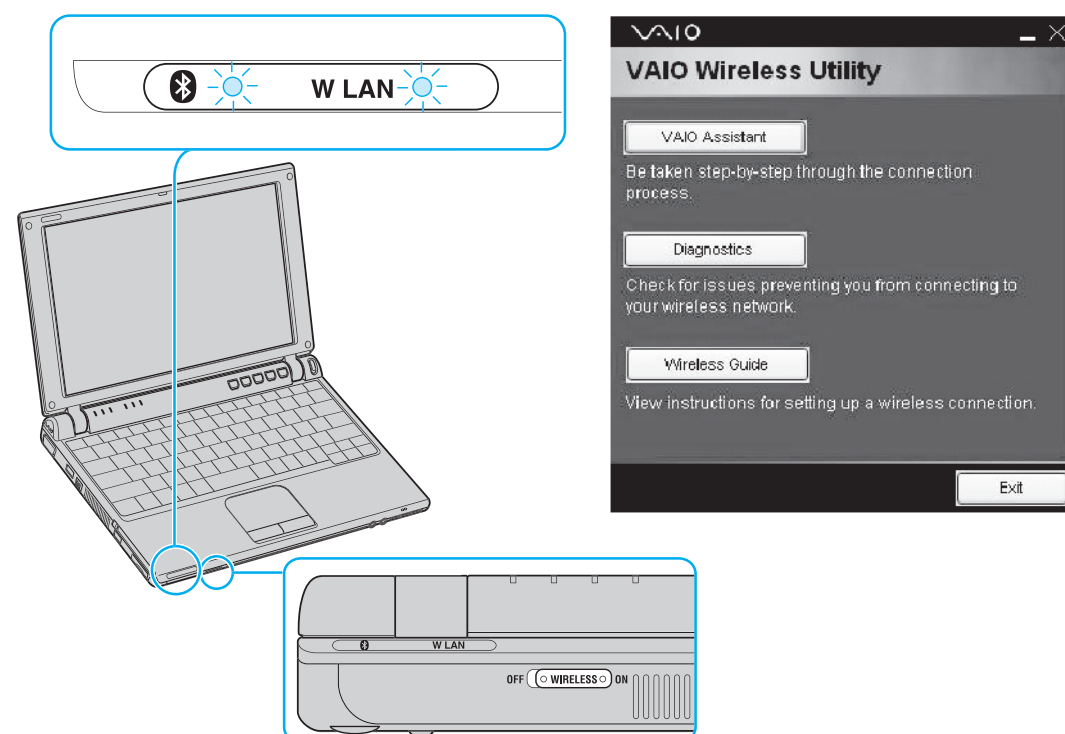 W LAN
W LAN
OFF WIRELESS ON
VAIO
VAIO Wireless Utility
VAIO Assistant
Be taken step-by-step through the connection
process.
Diagnostics
Check for issues preventing you from connecting to
your wireless network.
Wireless Guide
View instructions for setting up a wireless connection.
Exit